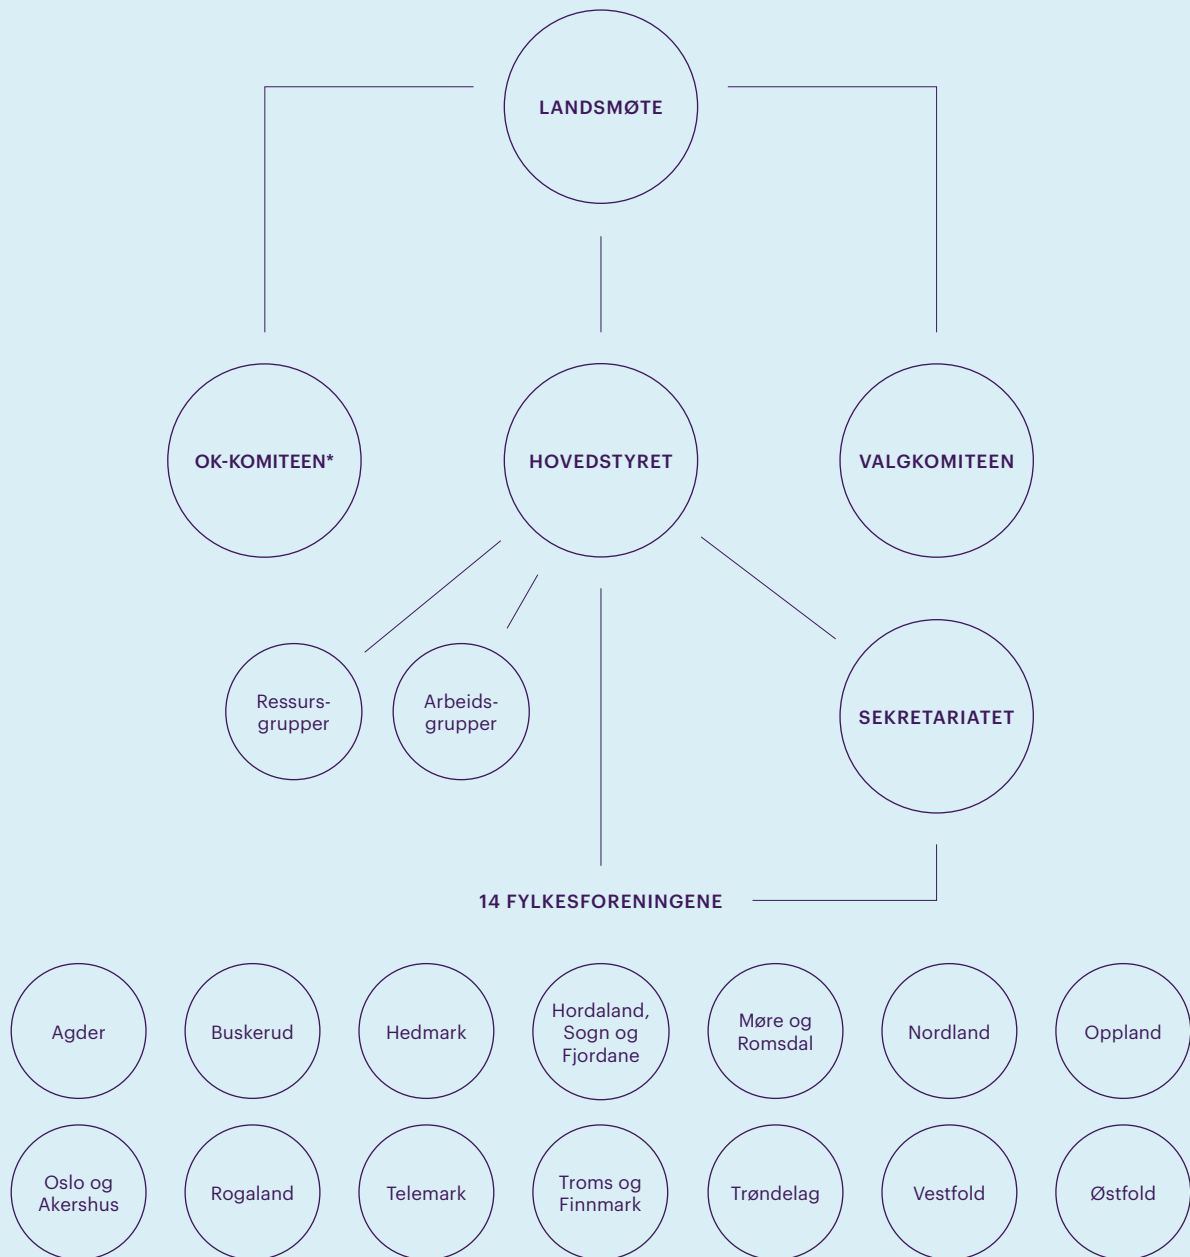 LANDSMØTE
OK-KOMITEEN*
HOVEDSTYRET
VALGKOMITEEN
Ressurs-
grupper
Arbeids-
grupper
SEKRETARIATET
14 FYLKESFORENINGENE
Agder
Buskerud
Hedmark
Hordaland,
Sogn og
Fjordane
Møre og
Romsdal
Nordland
Oppland
Oslo og
Akershus
Rogaland
Telemark
Troms og
Finnmark
Trøndelag
Vestfold
Østfold